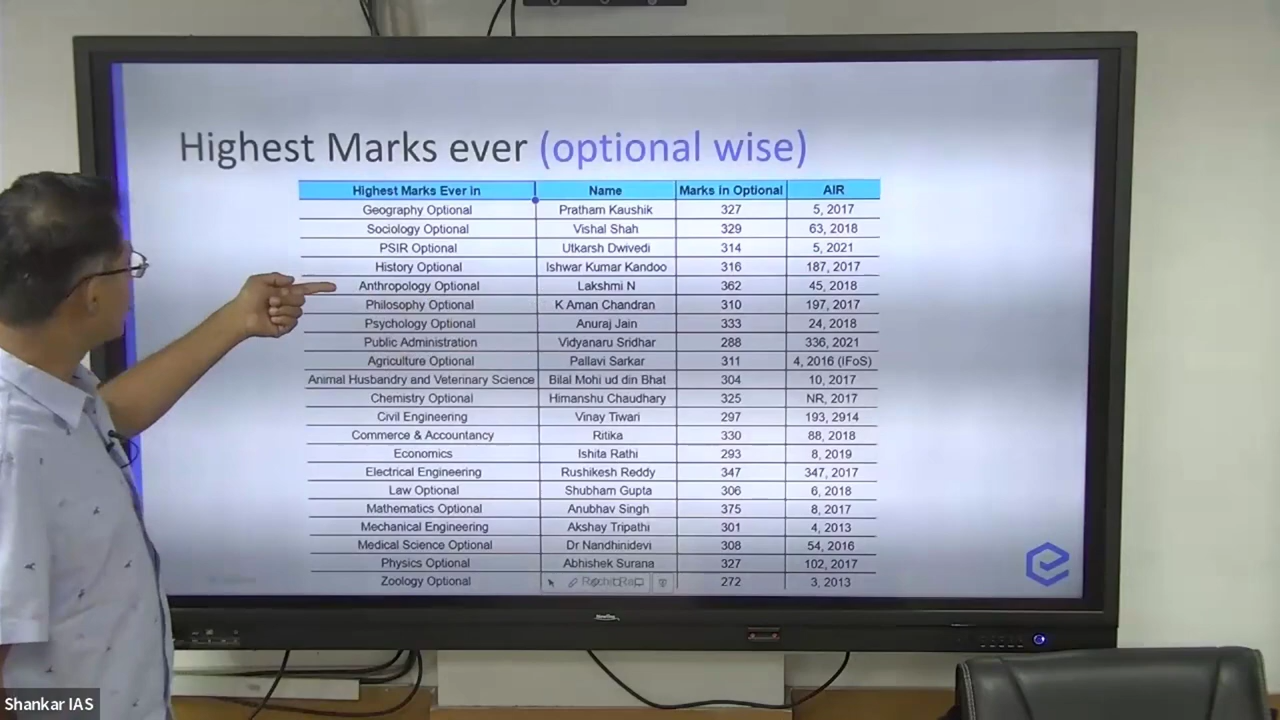 Highest Marks ever (optional wise)
Highest Marks Ever in Name Marks in Optional AIR
Geography Optional Pratham Kaushik 327 5, 2017
Sociology Optional Vishal Shah 329 63, 2018
PSIR Optional Utkarsh Dwivedi 314 5, 2021
History Optional Ishwar Kumar Kandoo 316 187, 2017
Anthropology Optional Lakshmi N 362 45, 2018
Philosophy Optional K Aman Chandran 310 197, 2017
Psychology Optional Anuraj Jain 333 24, 2018
Public Administration Vidyanaru Sridhar 288 336, 2021
Agriculture Optional Pallavi Sarkar 311 4, 2016 (IFoS)
Animal Husbandry and Veterinary Science Bilal Mohi ud din Bhat 304 10, 2017
Chemistry Optional Himanshu Chaudhary 325 NR, 2017
Civil Engineering Vinay Tiwari 297 193, 2914
Commerce & Accountancy Ritika 330 88, 2018
Economics Ishita Rathi 293 8, 2019
Electrical Engineering Rushikesh Reddy 347 347, 2017
Law Optional Shubham Gupta 306 6, 2018
Mathematics Optional Anubhav Singh 375 8, 2017
Mechanical Engineering Akshay Tripathi 301 4, 2013
Medical Science Optional Dr Nandhinidevi 308 54, 2016
Physics Optional Abhishek Surana 327 102, 2017
Zoology Optional 272 3, 2013
Shankar IAS